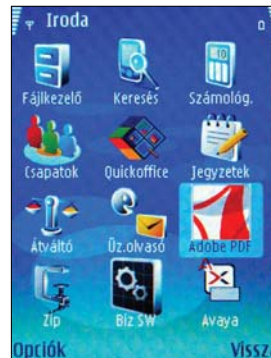 Iroda
Fájlkezelő Keresés Számológ.
Csapatok Quickoffice Jegyzetek
Átváltó Üz.olvasó Adobe PDF
Zip Biz SW Avaya
Opciók Vissz